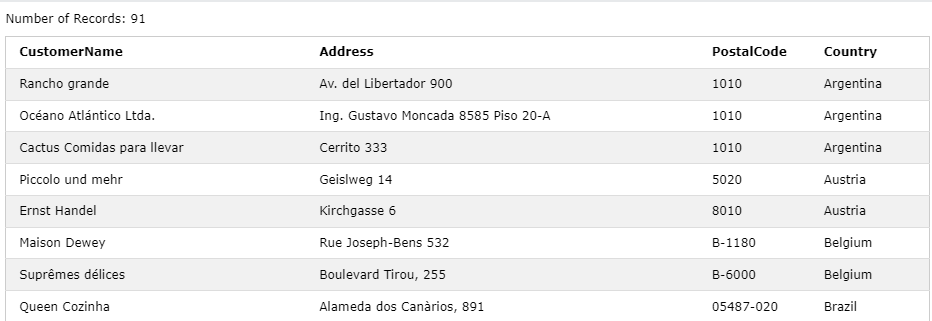 Number of Records: 91
CustomerName Address PostalCode Country
Rancho grande Av. del Libertador 900 1010 Argentina
Océano Atlántico Ltda. Ing. Gustavo Moncada 8585 Piso 20-A 1010 Argentina
Cactus Comidas para llevar Cerrito 333 1010 Argentina
Piccolo und mehr Geislweg 14 5020 Austria
Ernst Handel Kirchgasse 6 8010 Austria
Maison Dewey Rue Joseph-Bens 532 B-1180 Belgium
Suprêmes délices Boulevard Tirou, 255 B-6000 Belgium
Queen Cozinha Alameda dos Canàrios, 891 05487-020 Brazil